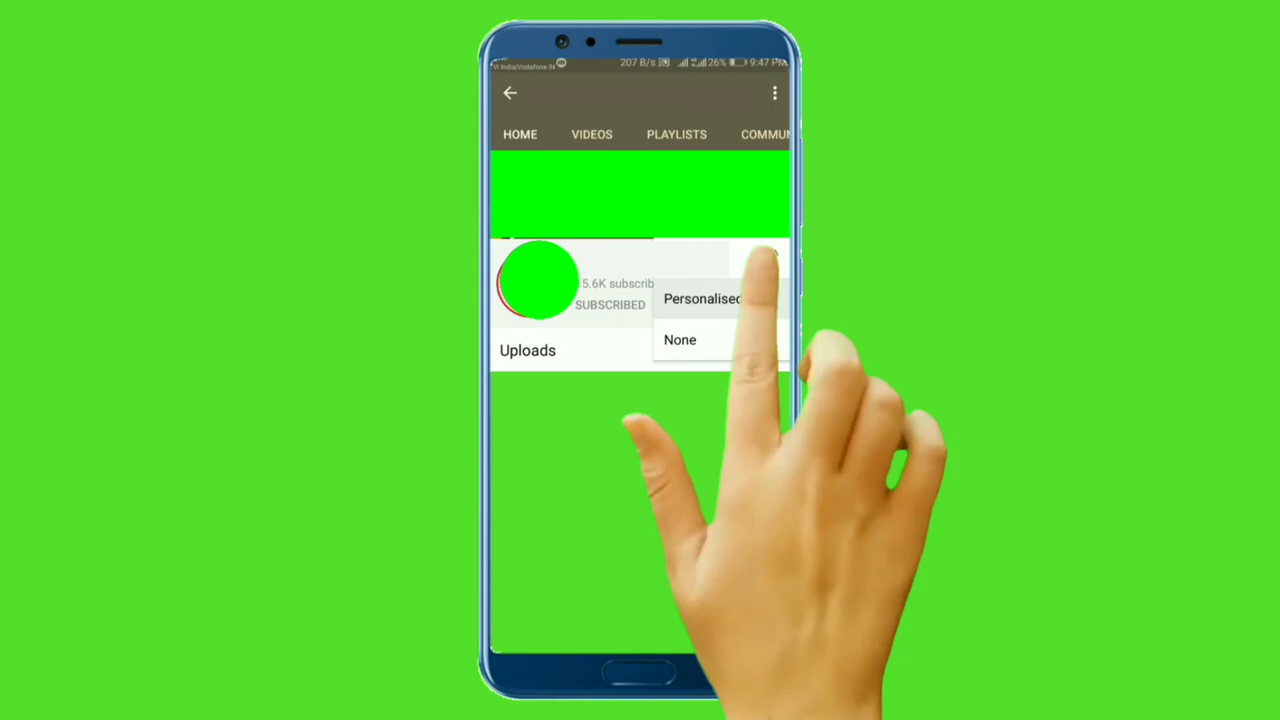 Vi India/Vodafone IN 207 B/s 26% 9:47 PM
HOME VIDEOS PLAYLISTS COMMUN
5.6K subscrib
SUBSCRIBED
Personalised
None
Uploads